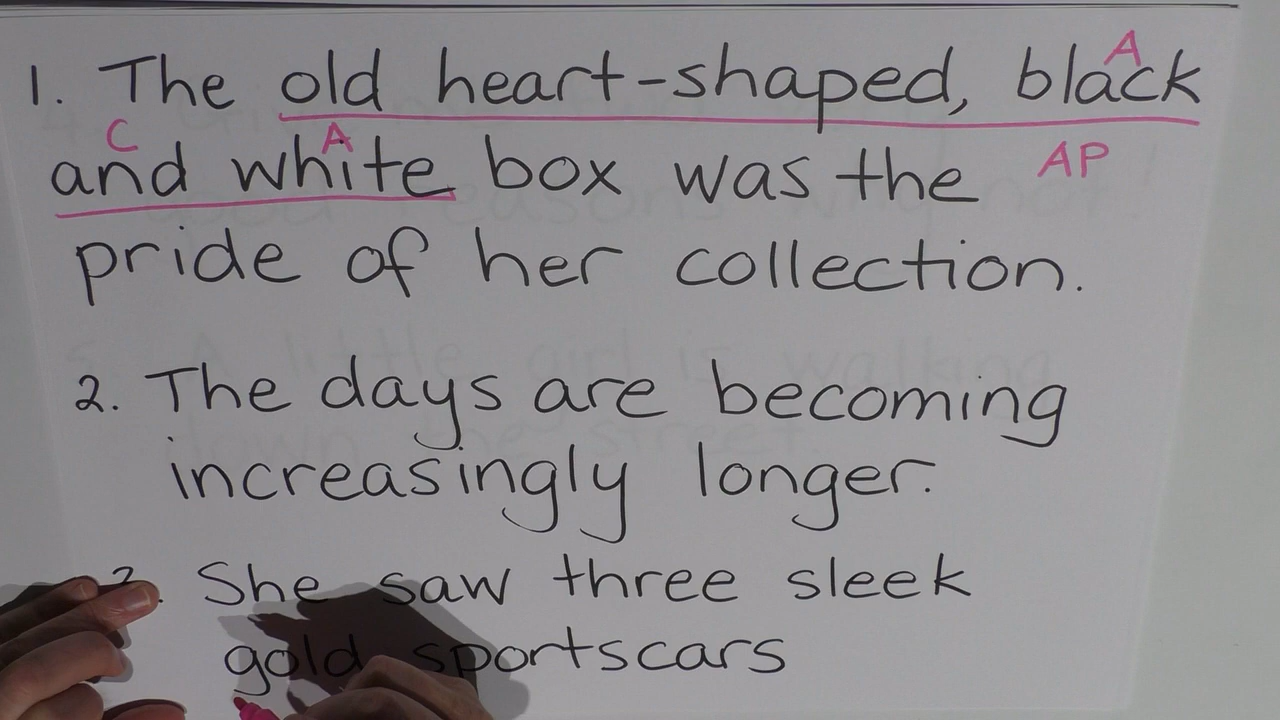 A
1. The old heart-shaped, black
C A
and white box was the AP
pride of her collection.
2. The days are becoming
increasingly longer.
3. She saw three sleek
gold sportscars